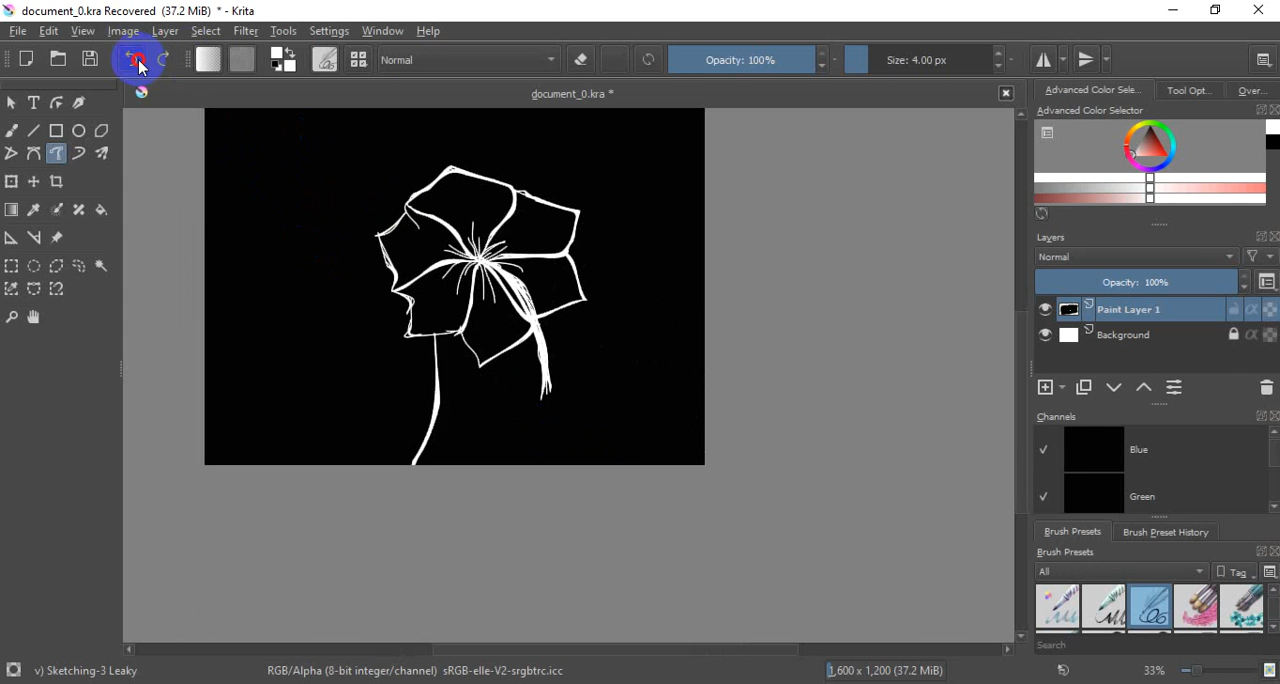 document_0.kra Recovered (37.2 MiB) * - Krita
File Edit View Image Layer Select Filter Tools Settings Window Help
Normal
Opacity: 100%
Size: 4.00 px
document_0.kra *
Advanced Color Sele... Tool Opt... Over...
Advanced Color Selector
Layers
Normal
Opacity: 100%
Paint Layer 1
Background
Channels
Blue
Green
Brush Presets Brush Preset History
Brush Presets
All Tag
Search
v) Sketching-3 Leaky
RGB/Alpha (8-bit integer/channel) sRGB-elle-V2-srgbtrc.icc
1,600 x 1,200 (37.2 MiB)
33%